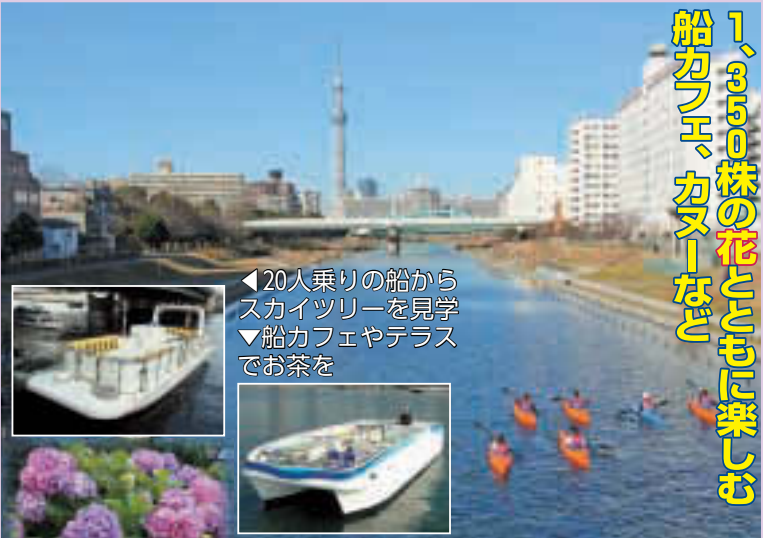 1、350株の花とともに楽しむ
船カフェ、カヌーなど
◀20人乗りの船から
スカイツリーを見学
▼船カフェやテラス
でお茶を